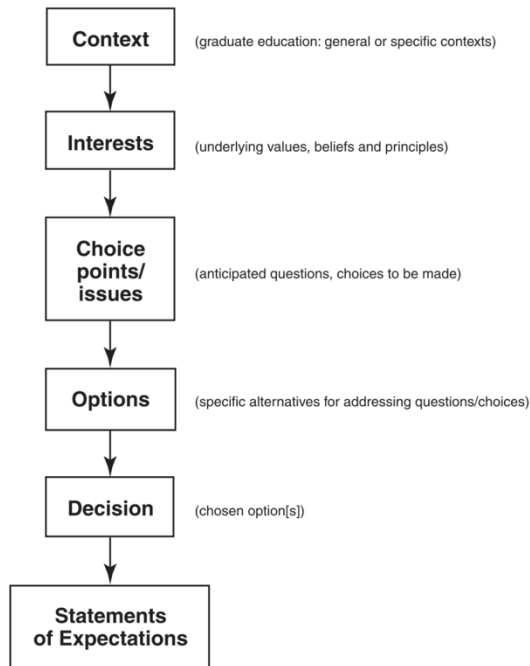 Context
(graduate education: general or specific contexts)
Interests
(underlying values, beliefs and principles)
Choice
points/
issues
(anticipated questions, choices to be made)
Options
(specific alternatives for addressing questions/choices)
Decision
(chosen option[s])
Statements
of Expectations